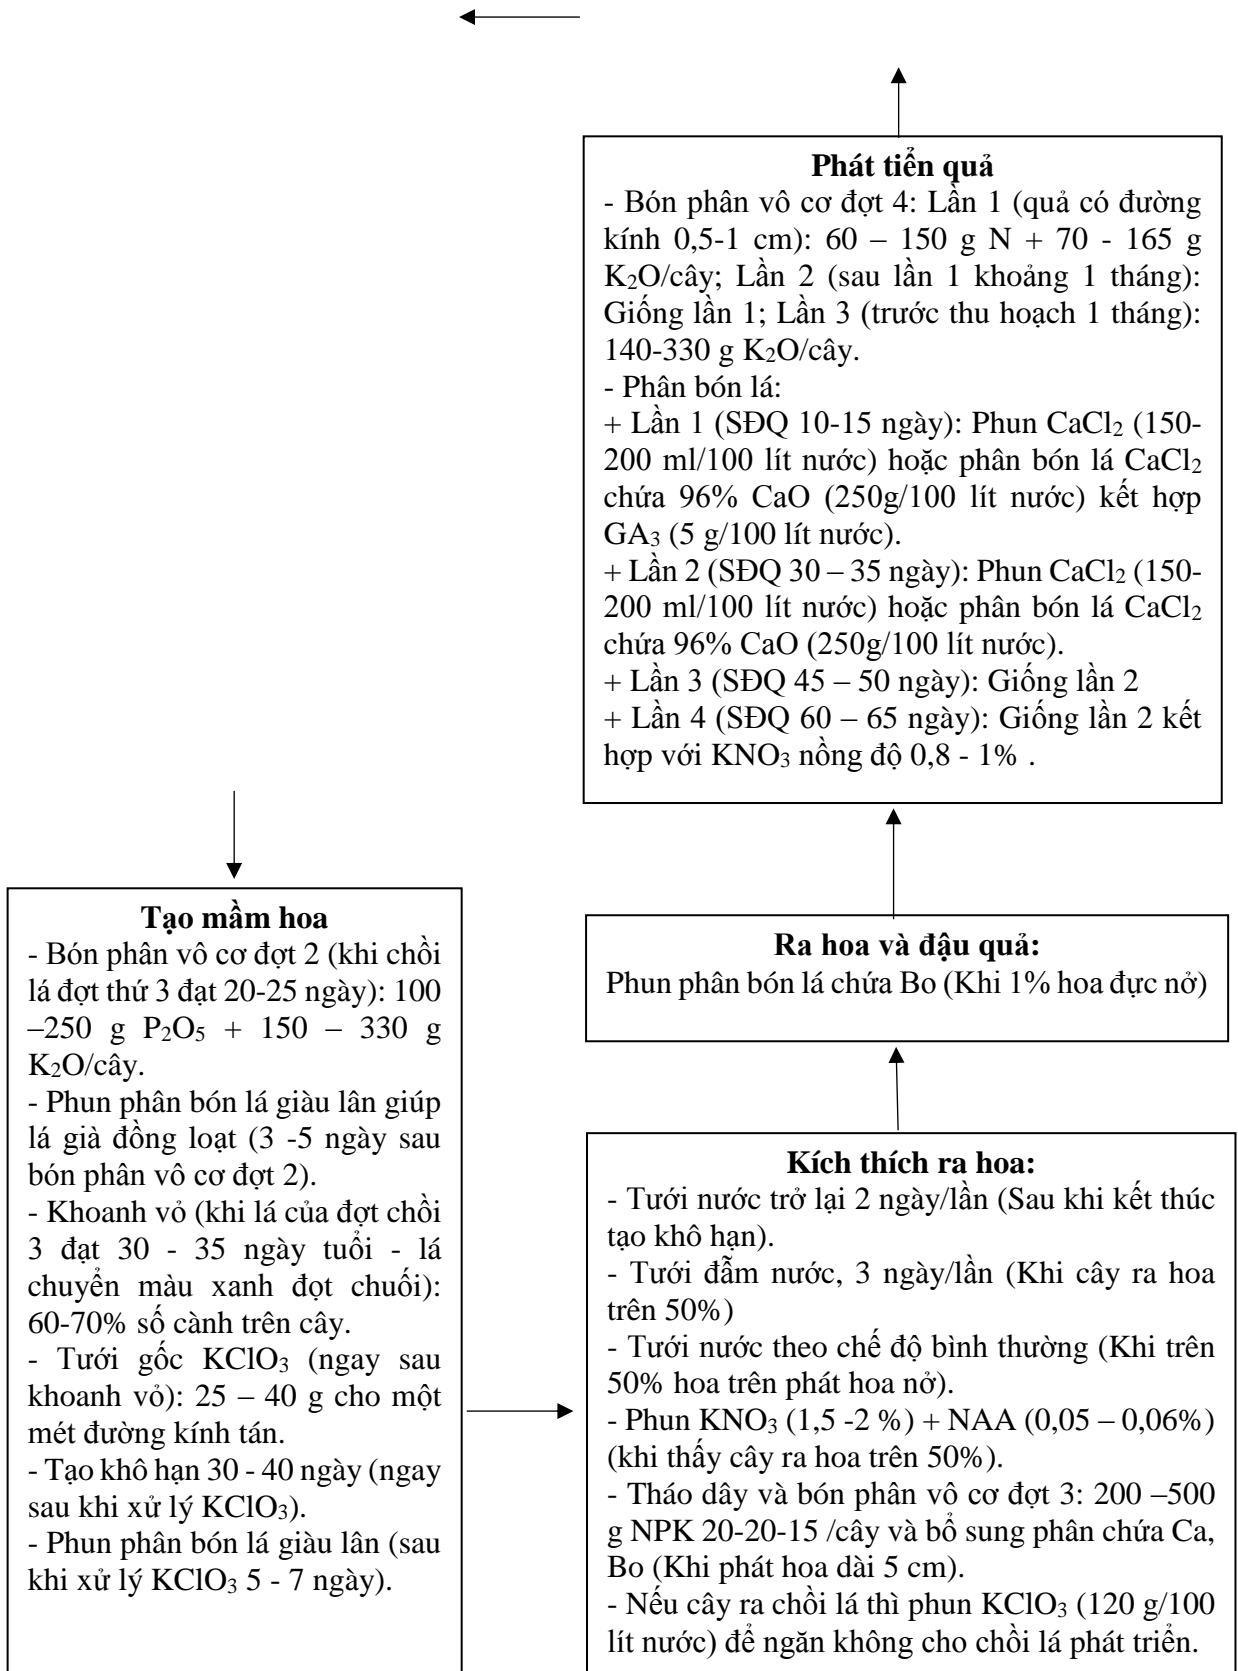 Phát tiển quả
- Bón phân vô cơ đợt 4: Lần 1 (quả có đường
kính 0,5-1 cm): 60 – 150 g N + 70 - 165 g
K₂O/cây; Lần 2 (sau lần 1 khoảng 1 tháng):
Giống lần 1; Lần 3 (trước thu hoạch 1 tháng):
140-330 g K₂O/cây.
- Phân bón lá:
+ Lần 1 (SĐQ 10-15 ngày): Phun CaCl₂ (150-
200 ml/100 lít nước) hoặc phân bón lá CaCl₂
chứa 96% CaO (250g/100 lít nước) kết hợp
GA₃ (5 g/100 lít nước).
+ Lần 2 (SĐQ 30 – 35 ngày): Phun CaCl₂ (150-
200 ml/100 lít nước) hoặc phân bón lá CaCl₂
chứa 96% CaO (250g/100 lít nước).
+ Lần 3 (SĐQ 45 – 50 ngày): Giống lần 2
+ Lần 4 (SĐQ 60 – 65 ngày): Giống lần 2 kết
hợp với KNO₃ nồng độ 0,8 - 1% .
Tạo mầm hoa
- Bón phân vô cơ đợt 2 (khi chồi
lá đợt thứ 3 đạt 20-25 ngày): 100
–250 g P₂O₅ + 150 – 330 g
K₂O/cây.
- Phun phân bón lá giàu lân giúp
lá già đồng loạt (3 -5 ngày sau
bón phân vô cơ đợt 2).
- Khoanh vỏ (khi lá của đợt chồi
3 đạt 30 - 35 ngày tuổi - lá
chuyển màu xanh đọt chuối):
60-70% số cành trên cây.
- Tưới gốc KClO₃ (ngay sau
khoanh vỏ): 25 – 40 g cho một
mét đường kính tán.
- Tạo khô hạn 30 - 40 ngày (ngay
sau khi xử lý KClO₃).
- Phun phân bón lá giàu lân (sau
khi xử lý KClO₃ 5 - 7 ngày).
Ra hoa và đậu quả:
Phun phân bón lá chứa Bo (Khi 1% hoa đực nở)
Kích thích ra hoa:
- Tưới nước trở lại 2 ngày/lần (Sau khi kết thúc
tạo khô hạn).
- Tưới đẫm nước, 3 ngày/lần (Khi cây ra hoa
trên 50%)
- Tưới nước theo chế độ bình thường (Khi trên
50% hoa trên phát hoa nở).
- Phun KNO₃ (1,5 -2 %) + NAA (0,05 – 0,06%)
(khi thấy cây ra hoa trên 50%).
- Tháo dây và bón phân vô cơ đợt 3: 200 –500
g NPK 20-20-15 /cây và bổ sung phân chứa Ca,
Bo (Khi phát hoa dài 5 cm).
- Nếu cây ra chồi lá thì phun KClO₃ (120 g/100
lít nước) để ngăn không cho chồi lá phát triển.